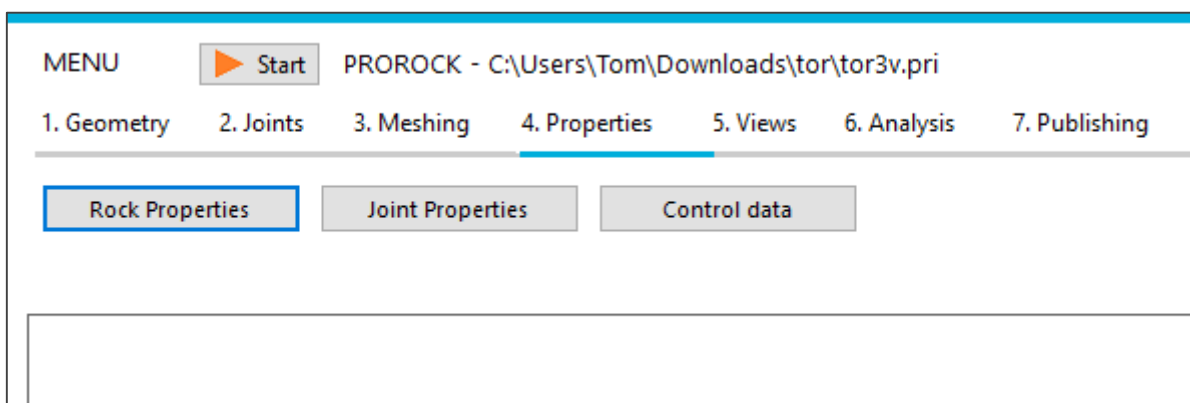 MENU Start PROROCK - C:\Users\Tom\Downloads\tor\tor3v.pri
1. Geometry 2. Joints 3. Meshing 4. Properties 5. Views 6. Analysis 7. Publishing
Rock Properties Joint Properties Control data